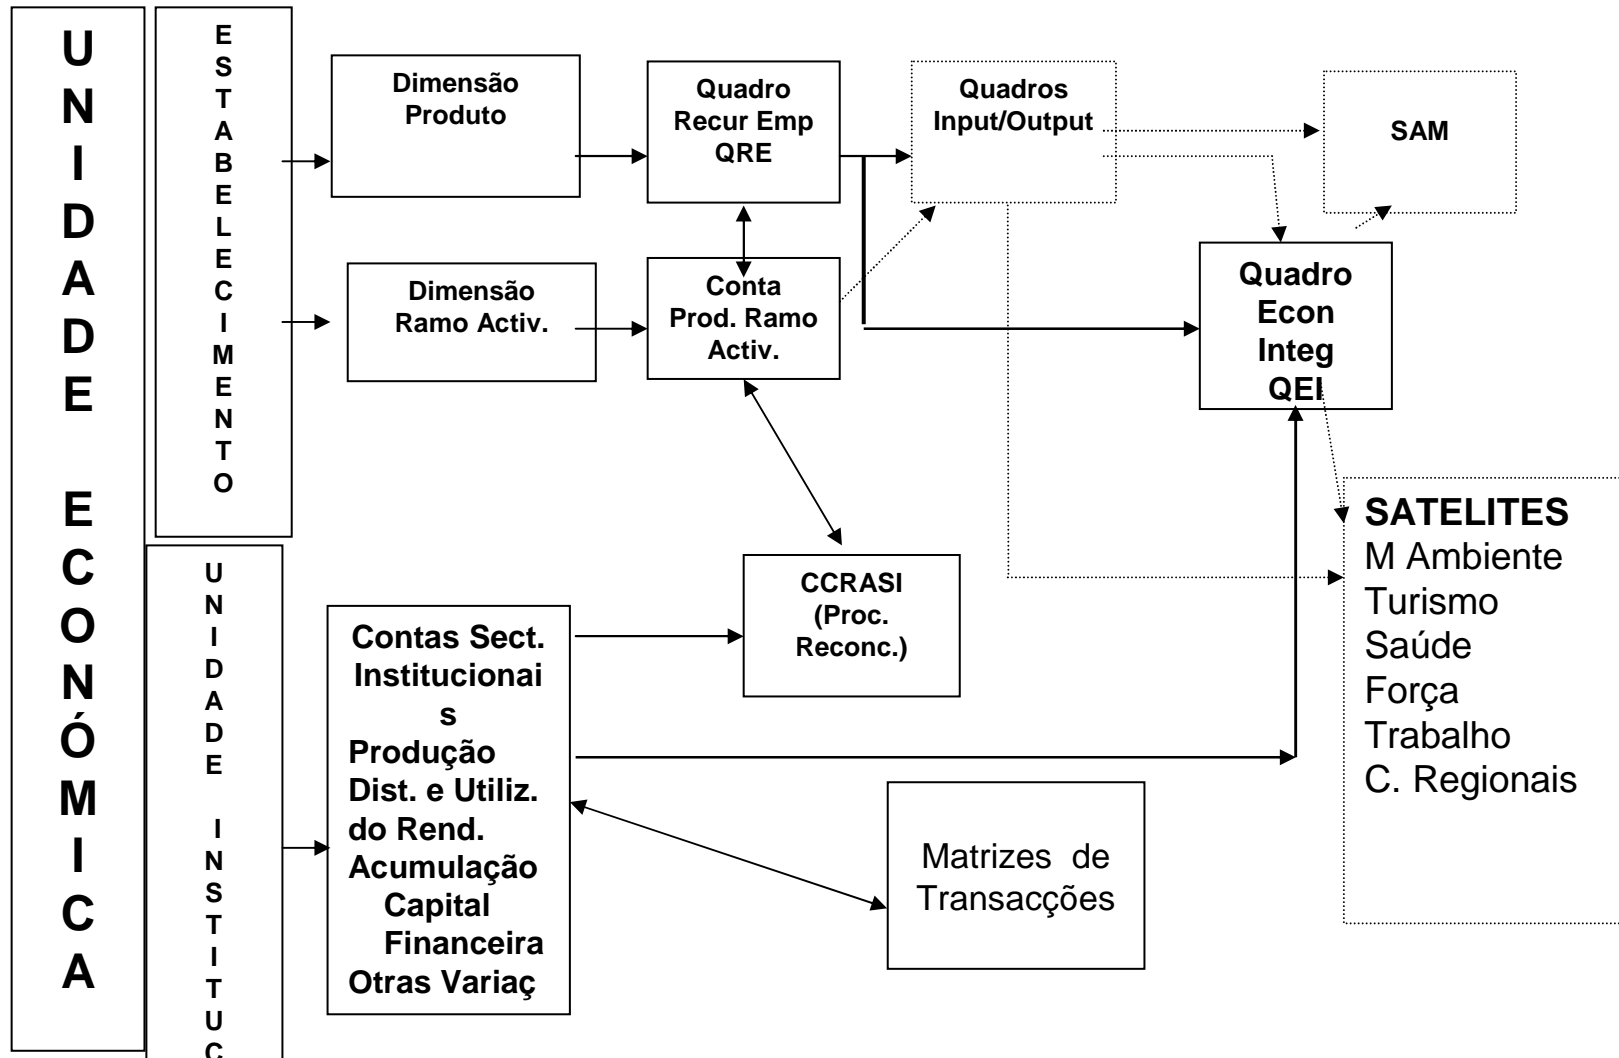 UNIDADE ECONÓMICA
ESTABELECIMENTO
UNIDADE INSTITUC
Dimensão
Produto
Quadro
Recur Emp
QRE
Quadros
Input/Output
SAM
Dimensão
Ramo Activ.
Conta
Prod. Ramo
Activ.
Quadro
Econ
Integ
QEI
CCRASI
(Proc.
Reconc.)
Contas Sect.
Institucionai
s
Produção
Dist. e Utiliz.
do Rend.
Acumulação
Capital
Financeira
Otras Variaç
Matrizes de
Transacções
SATELITES
M Ambiente
Turismo
Saúde
Força
Trabalho
C. Regionais